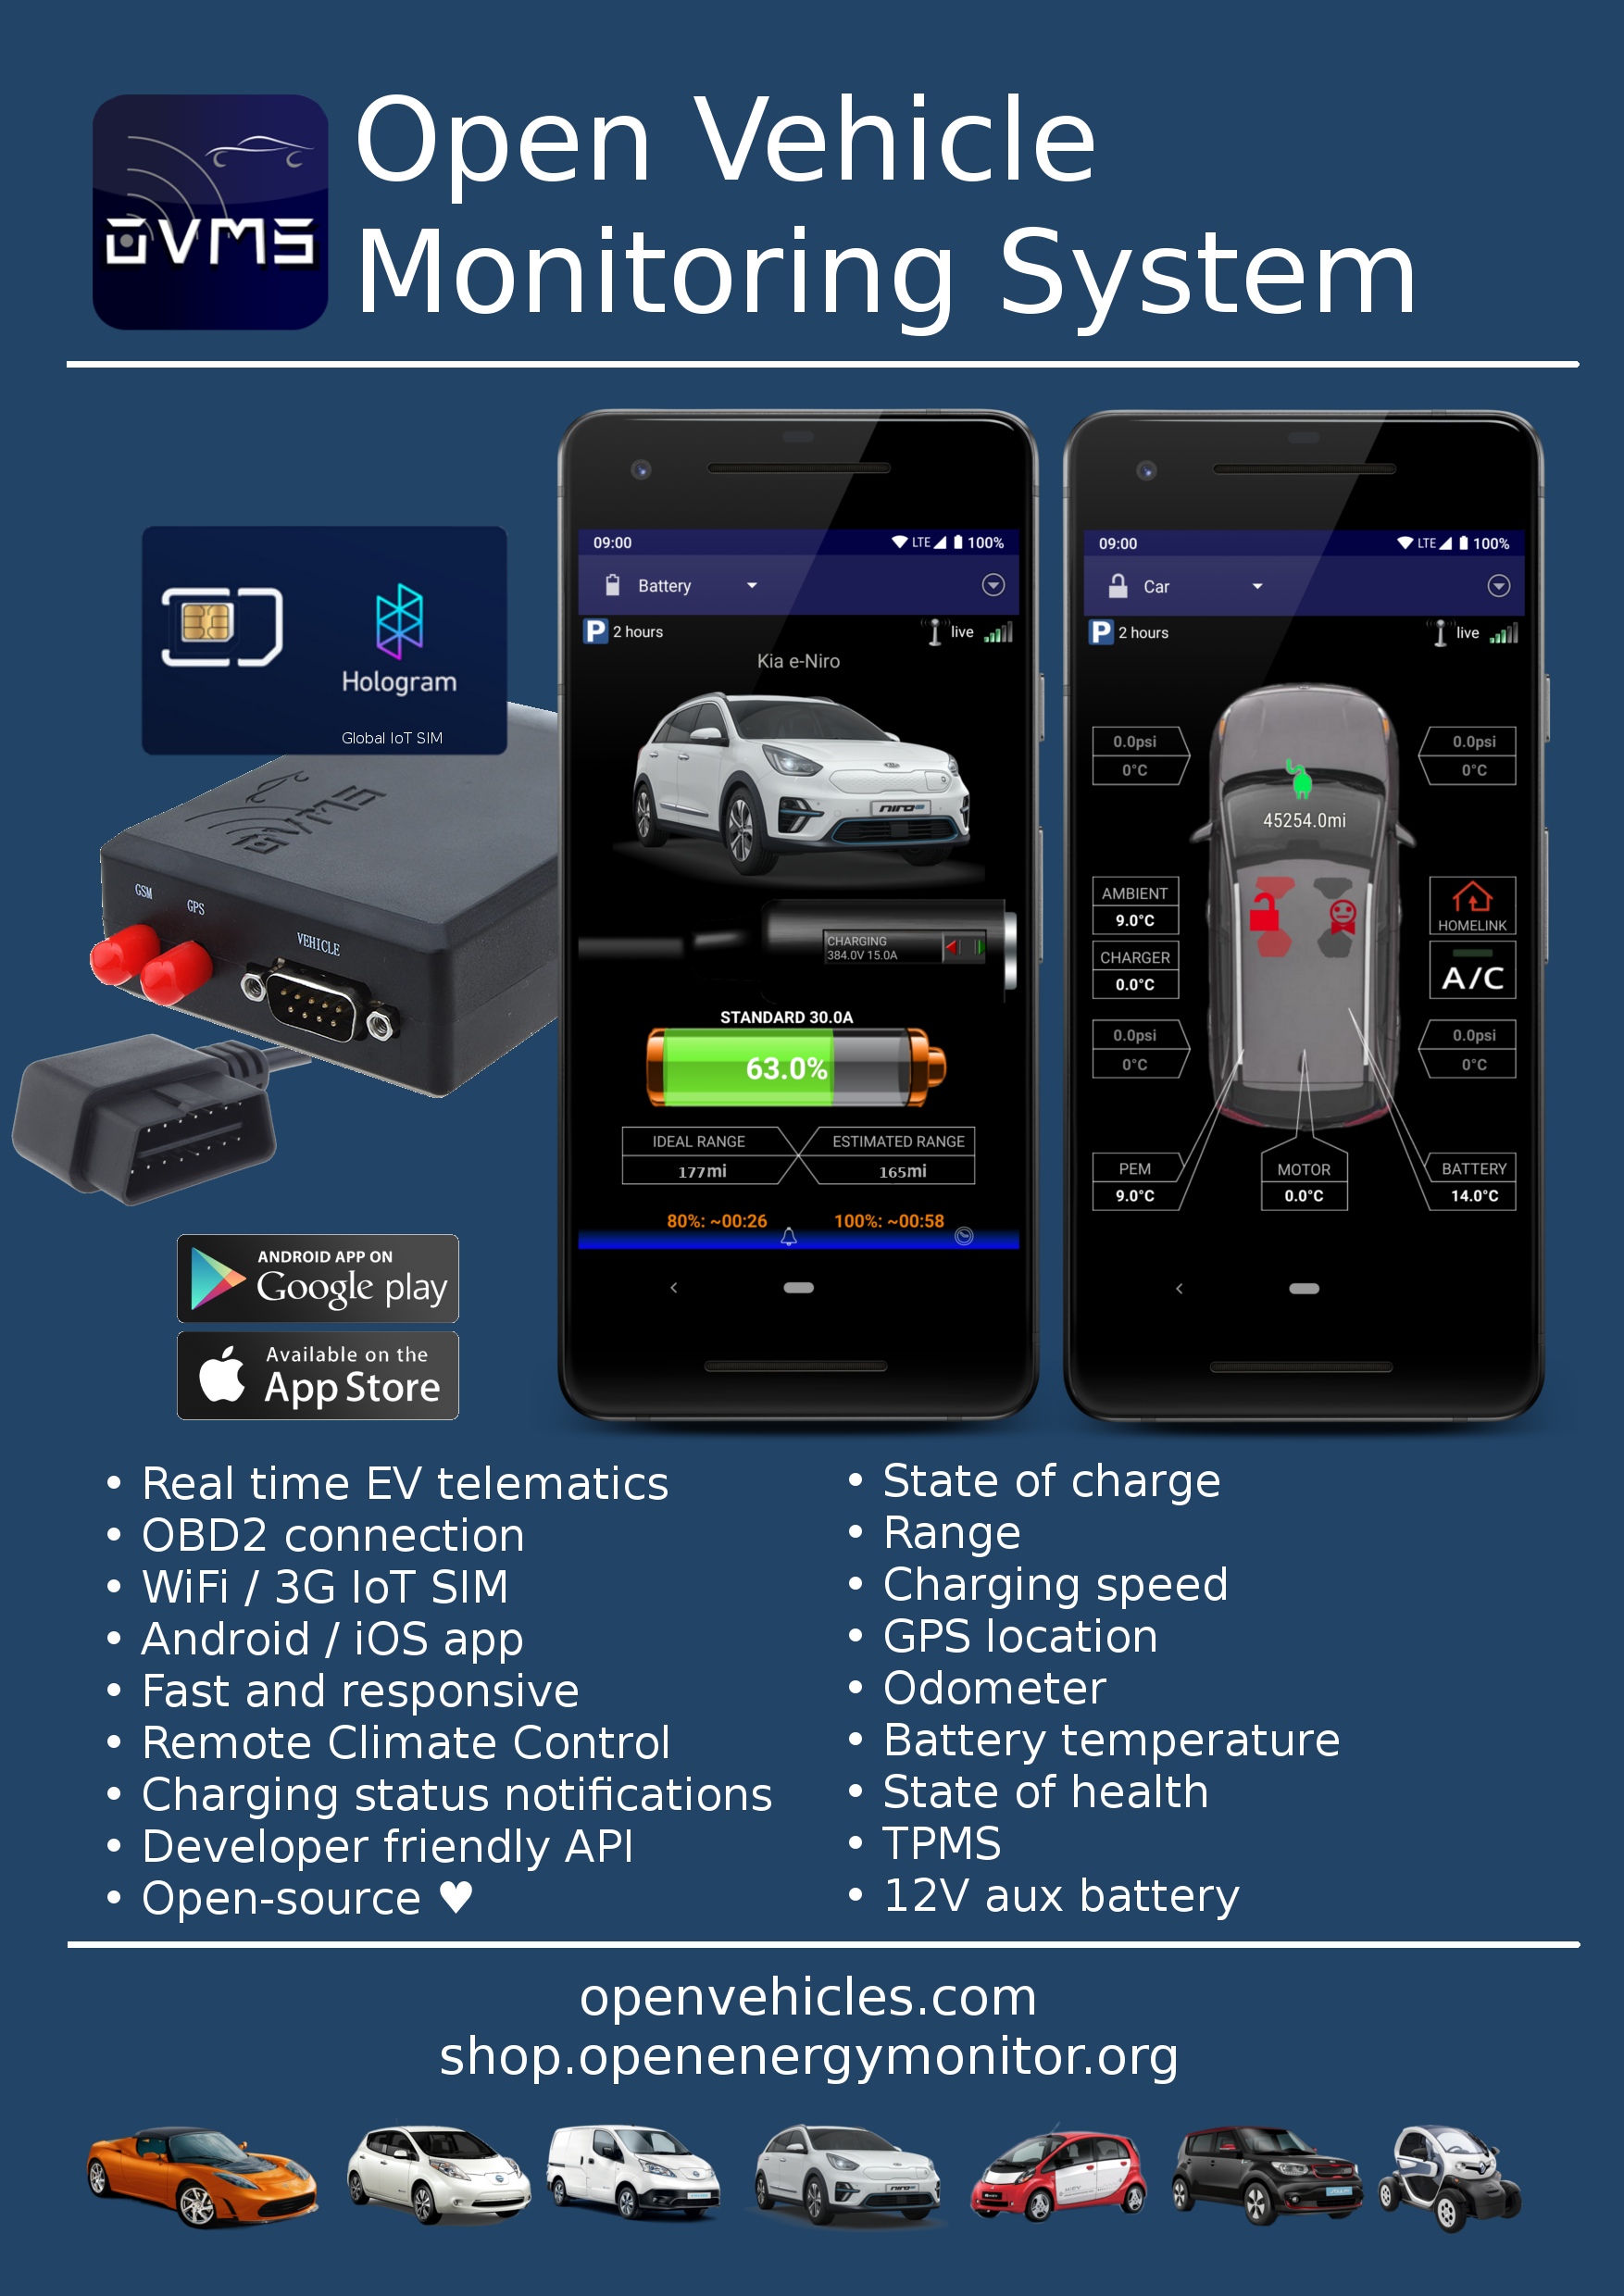 OVMS
Open Vehicle
Monitoring System
Hologram
Global IoT SIM
OVMS
GSM
GPS
VEHICLE
09:00
LTE
100%
Battery
P 2 hours
live
Kia e-Niro
NIRO
CHARGING
384.0V 15.0A
STANDARD 30.0A
63.0%
IDEAL RANGE
ESTIMATED RANGE
177mi
165mi
80%: ~00:26
100%: ~00:58
09:00
LTE
100%
Car
P 2 hours
live
0.0psi
0°C
0.0psi
0°C
45254.0mi
AMBIENT
9.0°C
CHARGER
0.0°C
HOMELINK
A/C
0.0psi
0°C
0.0psi
0°C
PEM
9.0°C
MOTOR
0.0°C
BATTERY
14.0°C
ANDROID APP ON
Google play
Available on the
App Store
• Real time EV telematics
• OBD2 connection
• WiFi / 3G IoT SIM
• Android / iOS app
• Fast and responsive
• Remote Climate Control
• Charging status notifications
• Developer friendly API
• Open-source ♥
• State of charge
• Range
• Charging speed
• GPS location
• Odometer
• Battery temperature
• State of health
• TPMS
• 12V aux battery
openvehicles.com
shop.openenergymonitor.org